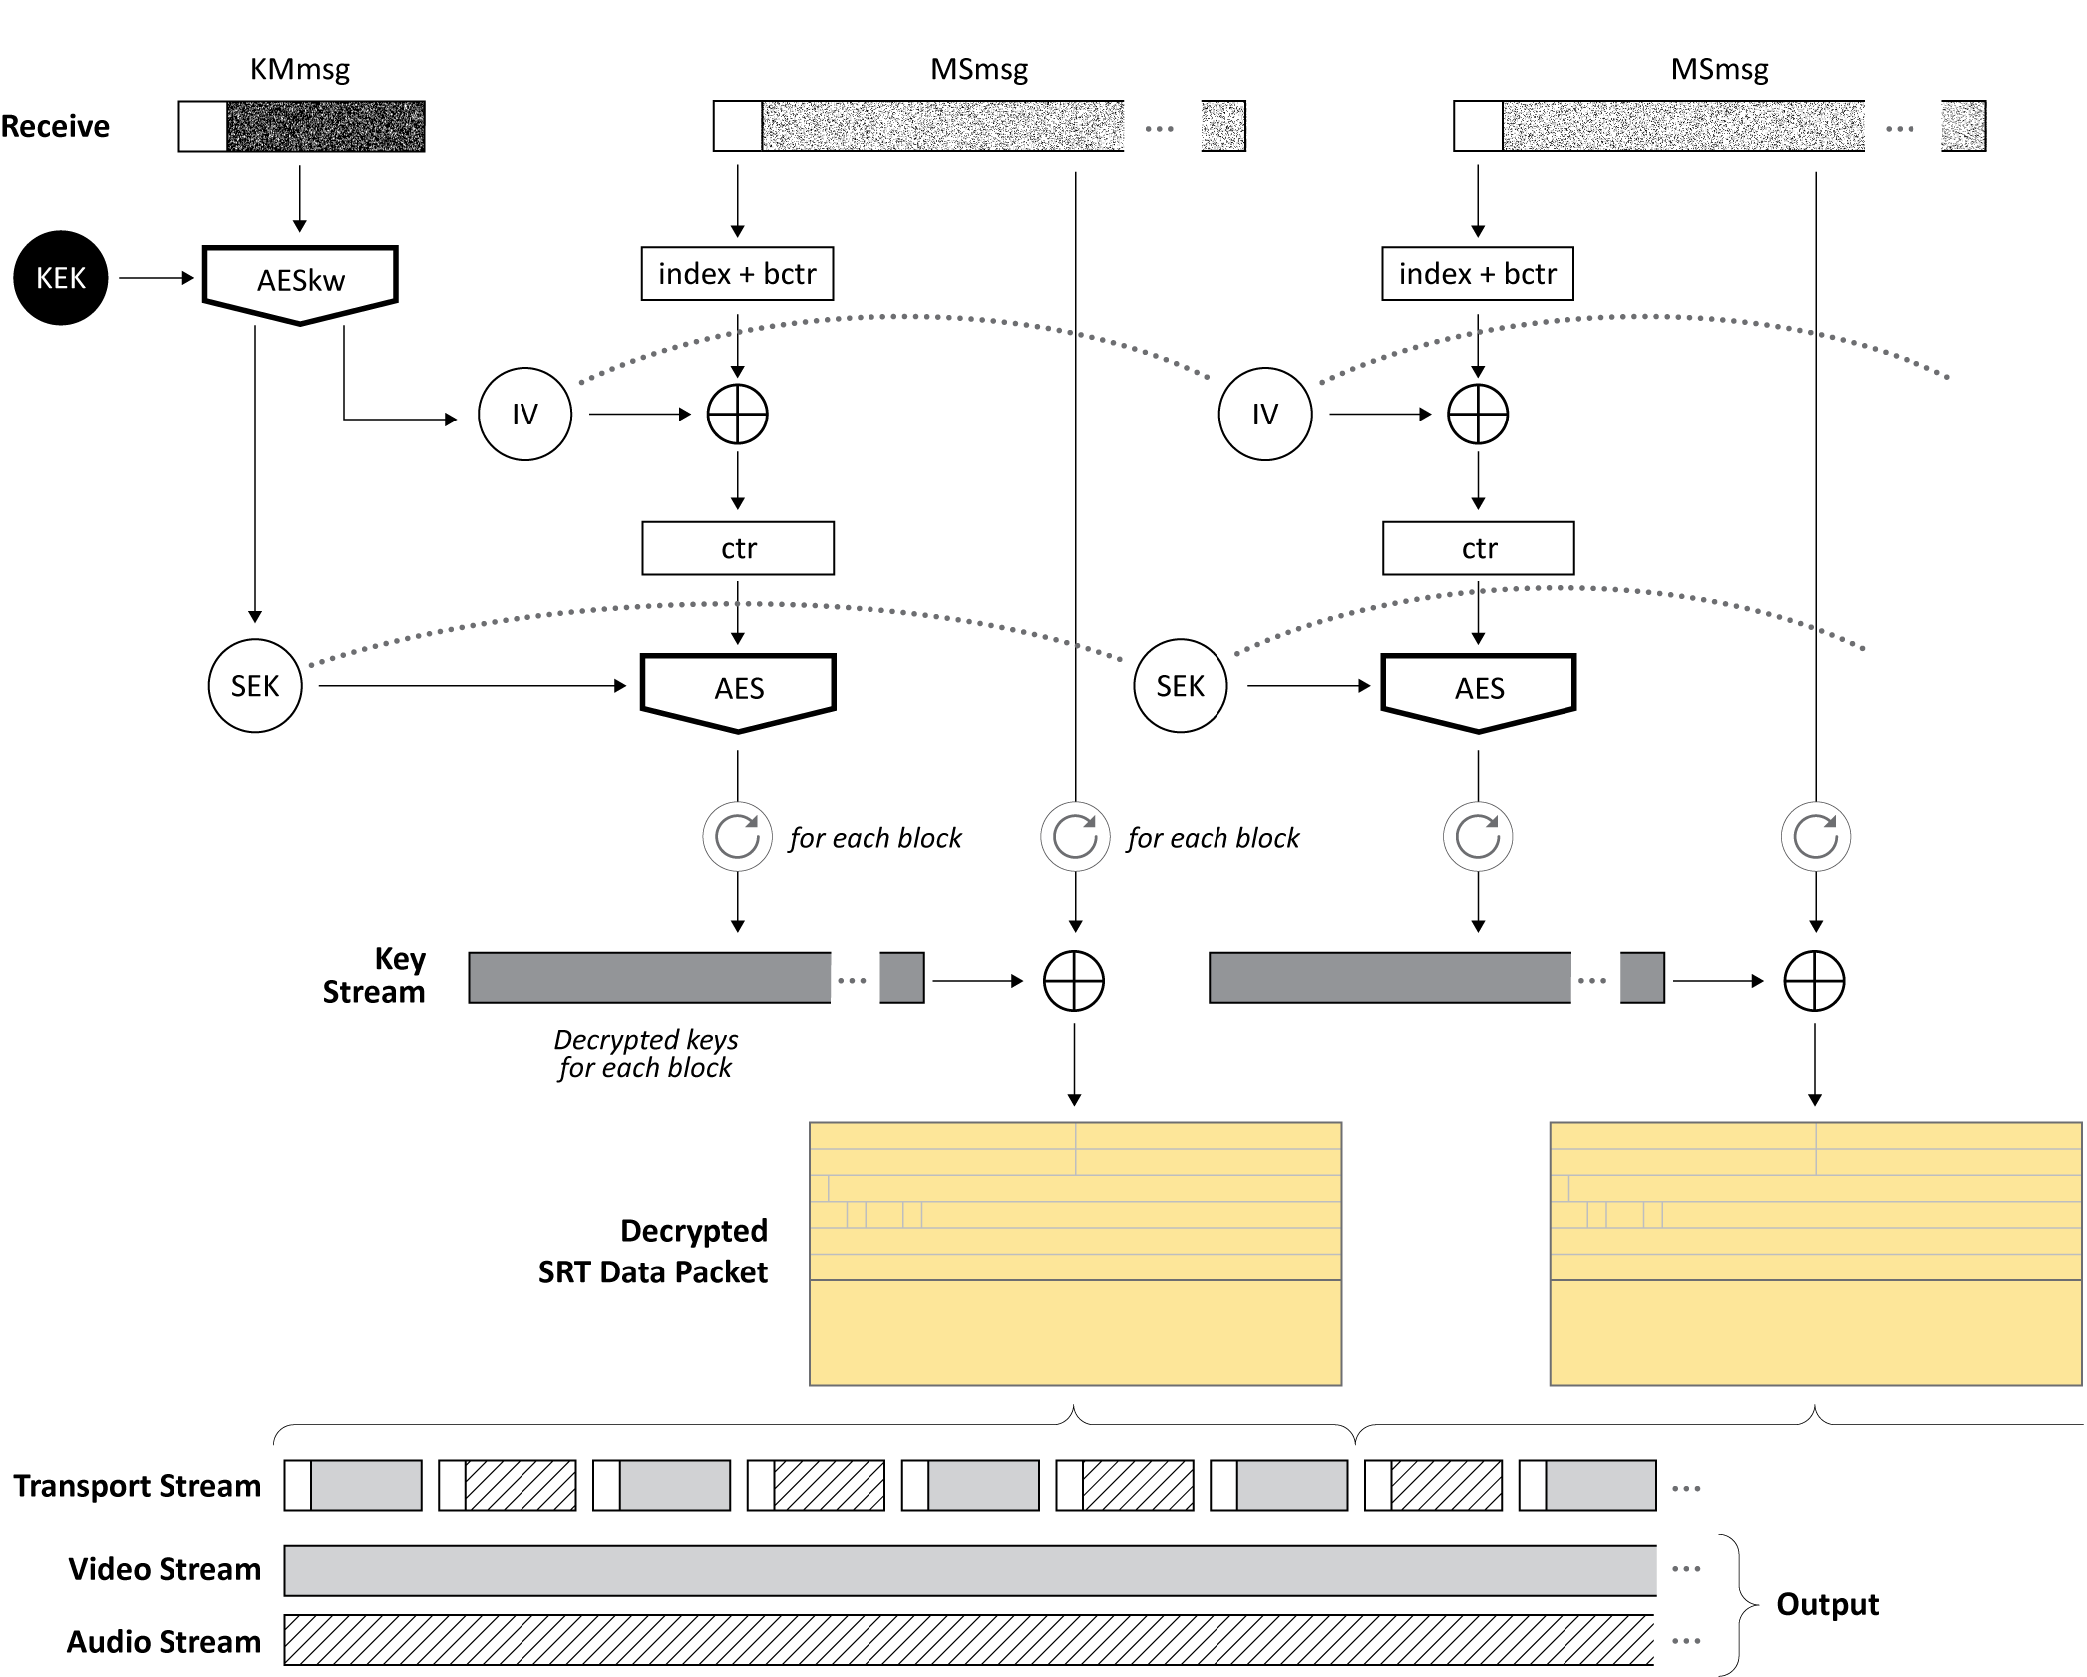 KMmsg
MSmsg
MSmsg
Receive
KEK
AESkw
index + bctr
index + bctr
IV
IV
ctr
ctr
SEK
AES
SEK
AES
for each block
for each block
Key
Stream
...
...
Decrypted keys
for each block
Decrypted
SRT Data Packet
Transport Stream
...
Video Stream
...
Output
Audio Stream
...